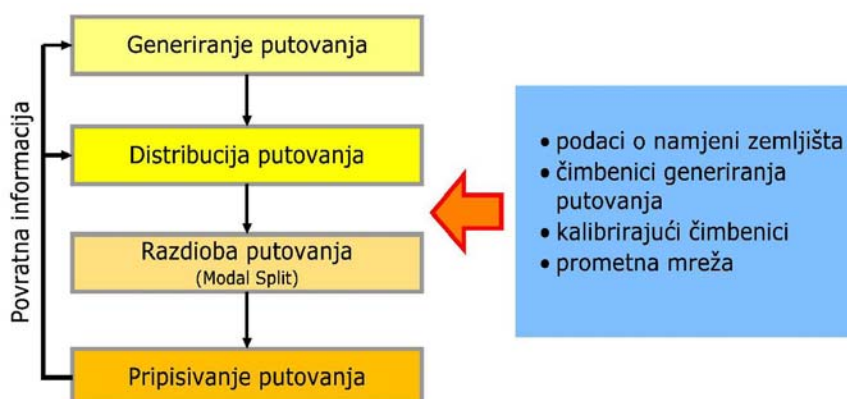 Povratna informacija
Generiranje putovanja
Distribucija putovanja
Razdioba putovanja
(Modal Split)
Pripisivanje putovanja
• podaci o namjeni zemljišta
• čimbenici generiranja
putovanja
• kalibrirajući čimbenici
• prometna mreža